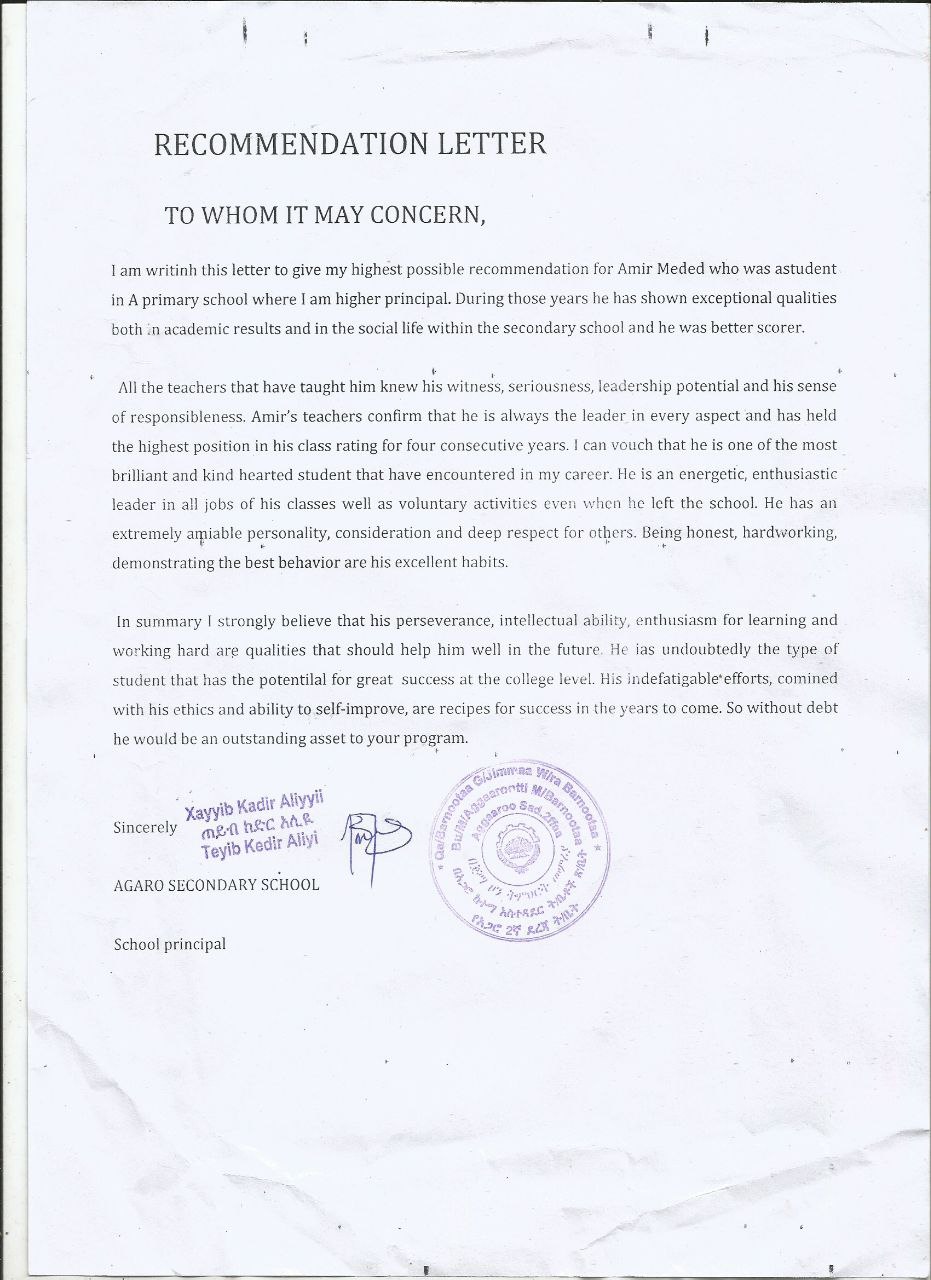 RECOMMENDATION LETTER
TO WHOM IT MAY CONCERN,
I am writinh this letter to give my highest possible recommendation for Amir Meded who was astudent
in A primary school where I am higher principal. During those years he has shown exceptional qualities
both in academic results and in the social life within the secondary school and he was better scorer.
All the teachers that have taught him knew his witness, seriousness, leadership potential and his sense
of responsibleness. Amir's teachers confirm that he is always the leader in every aspect and has held
the highest position in his class rating for four consecutive years. I can vouch that he is one of the most
brilliant and kind hearted student that have encountered in my career. He is an energetic, enthusiastic
leader in all jobs of his classes well as voluntary activities even when he left the school. He has an
extremely amiable personality, consideration and deep respect for others. Being honest, hardworking,
demonstrating the best behavior are his excellent habits.
In summary I strongly believe that his perseverance, intellectual ability, enthusiasm for learning and
working hard are qualities that should help him well in the future. He ias undoubtedly the type of
student that has the potentilal for great success at the college level. His indefatigable efforts, comined
with his ethics and ability to self-improve, are recipes for success in the years to come. So without debt
he would be an outstanding asset to your program.
Xayyib Kadir Aliyyii
Sincerely
ጠይብ ከድር አሊዪ
Teyib Kedir Aliyi
AGARO SECONDARY SCHOOL
School principal
Wira Barnootaa
M/Barnootaa
Aggaaroo Sad.
የአጋሮ 2ኛ ደረጃ ት/ቤት